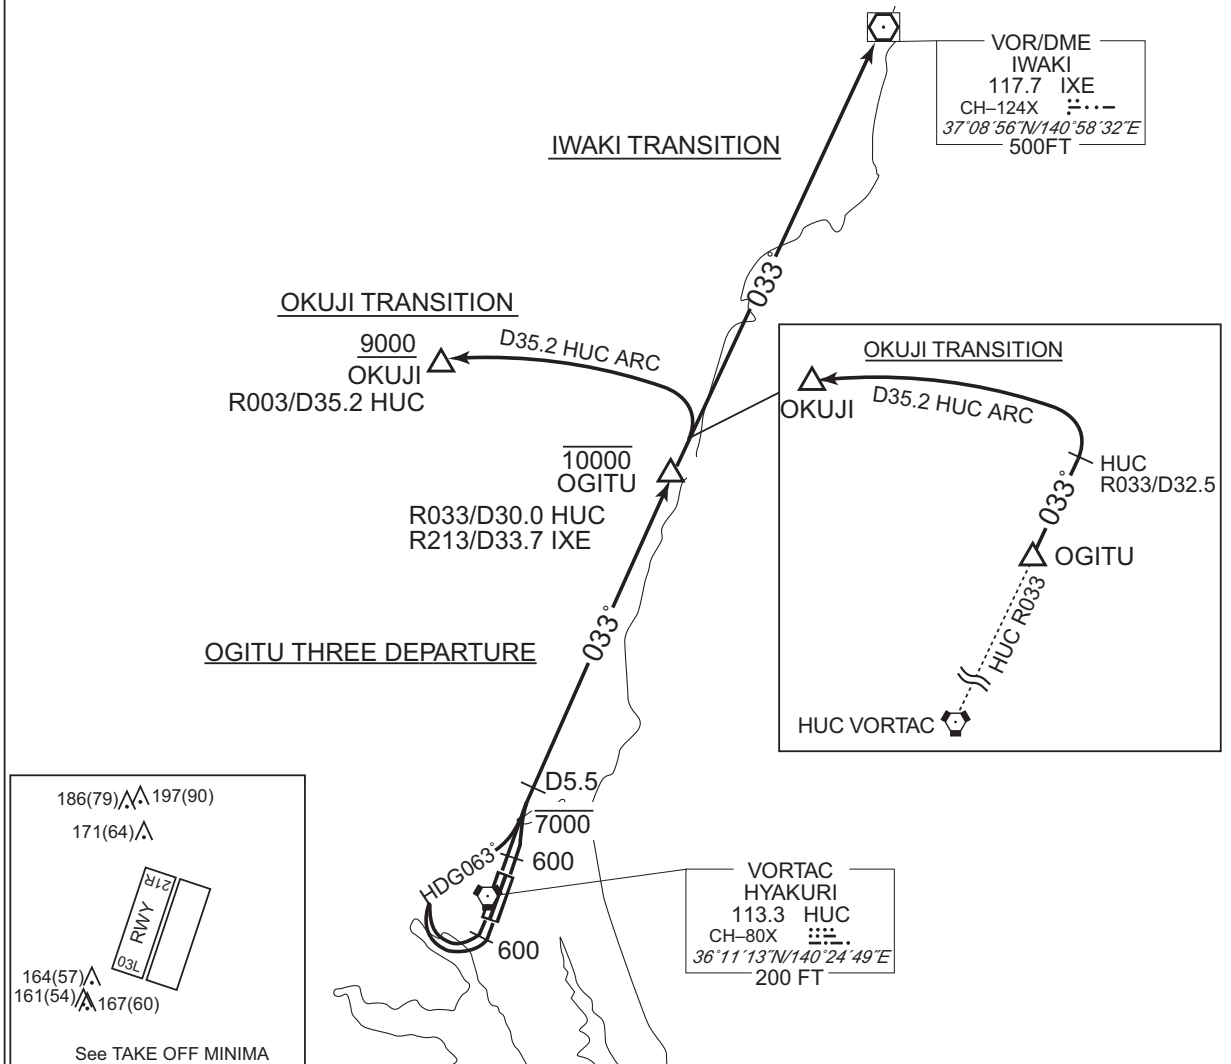 VOR/DME
IWAKI
117.7 IXE
CH–124X
37°08´56˝N/140°58´32˝E
500FT
IWAKI TRANSITION
033°
OKUJI TRANSITION
9000
OKUJI
R003/D35.2 HUC
D35.2 HUC ARC
10000
OGITU
R033/D30.0 HUC
R213/D33.7 IXE
033°
OGITU THREE DEPARTURE
OKUJI TRANSITION
OKUJI
D35.2 HUC ARC
HUC
R033/D32.5
033°
OGITU
HUC R033
HUC VORTAC
D5.5
7000
600
HDG063°
600
VORTAC
HYAKURI
113.3 HUC
CH–80X
36°11´13˝N/140°24´49˝E
200 FT
186(79)
197(90)
171(64)
21R
RWY
03L
164(57)
161(54)
167(60)
See TAKE OFF MINIMA